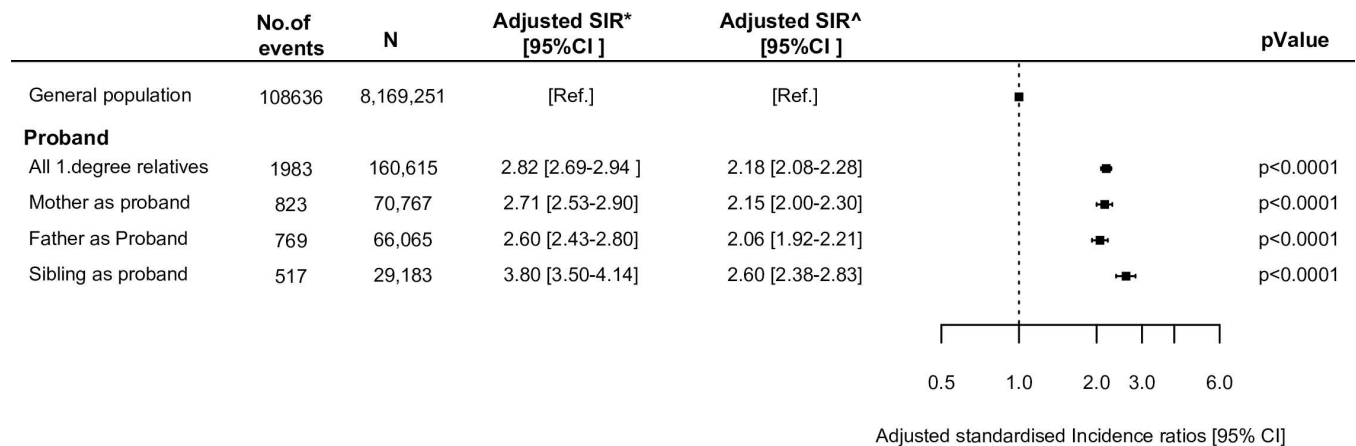 No.of events N Adjusted SIR* [95%CI ] Adjusted SIR^ [95%CI ] pValue
General population 108636 8,169,251 [Ref.] [Ref.]
Proband
All 1.degree relatives 1983 160,615 2.82 [2.69-2.94 ] 2.18 [2.08-2.28] p<0.0001
Mother as proband 823 70,767 2.71 [2.53-2.90] 2.15 [2.00-2.30] p<0.0001
Father as Proband 769 66,065 2.60 [2.43-2.80] 2.06 [1.92-2.21] p<0.0001
Sibling as proband 517 29,183 3.80 [3.50-4.14] 2.60 [2.38-2.83] p<0.0001
0.5 1.0 2.0 3.0 6.0
Adjusted standardised Incidence ratios [95% CI]